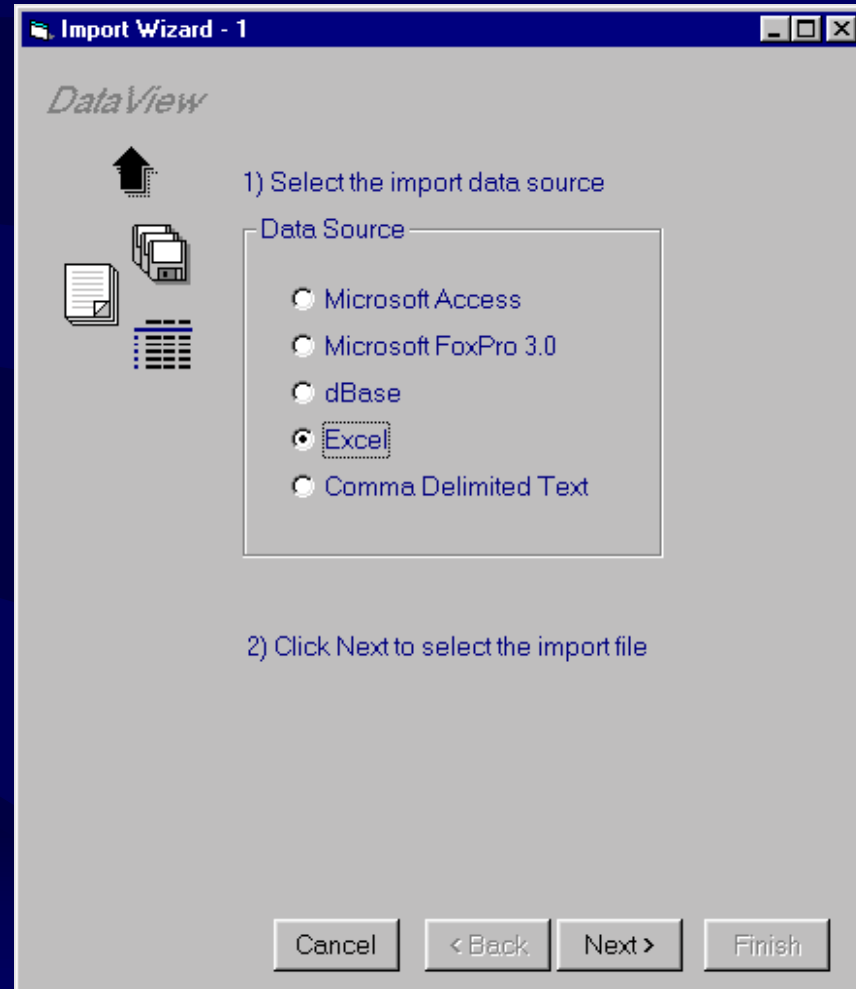 Import Wizard - 1
DataView
1) Select the import data source
Data Source
Microsoft Access
Microsoft FoxPro 3.0
dBase
Excel
Comma Delimited Text
2) Click Next to select the import file
Cancel
< Back
Next >
Finish